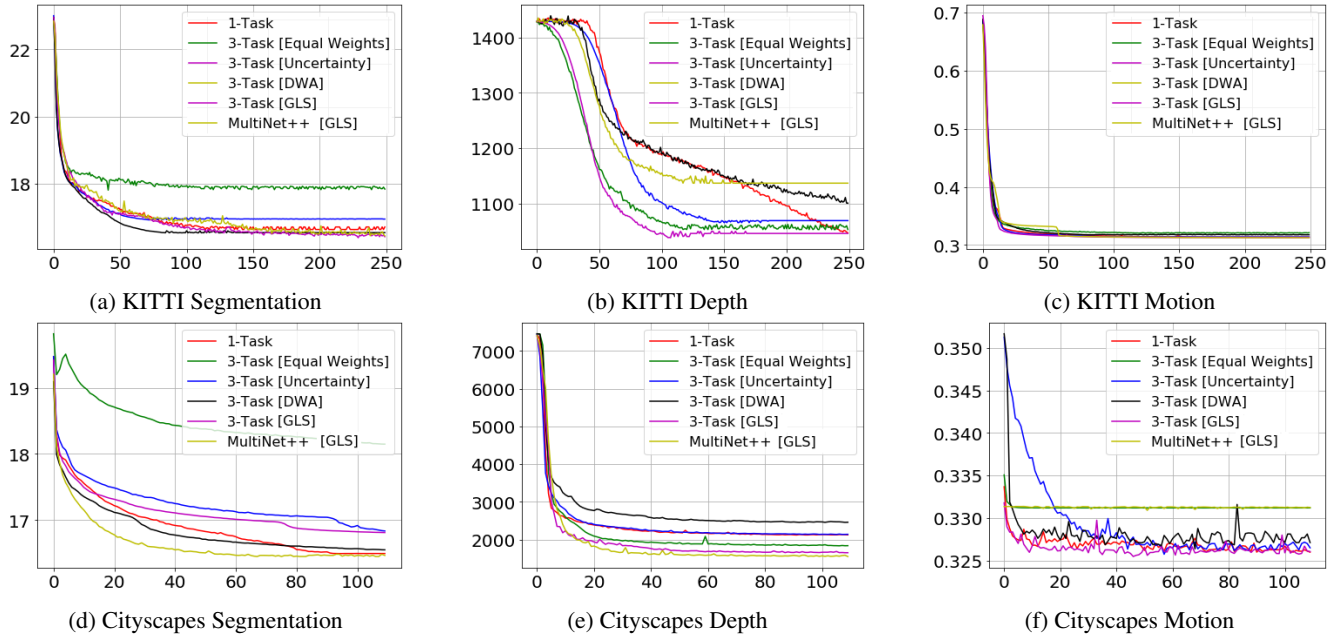 22
20
18
0 50 100 150 200 250
1-Task
3-Task [Equal Weights]
3-Task [Uncertainty]
3-Task [DWA]
3-Task [GLS]
MultiNet++ [GLS]
(a) KITTI Segmentation
1400
1300
1200
1100
0 50 100 150 200 250
1-Task
3-Task [Equal Weights]
3-Task [Uncertainty]
3-Task [DWA]
3-Task [GLS]
MultiNet++ [GLS]
(b) KITTI Depth
0.7
0.6
0.5
0.4
0.3
0 50 100 150 200 250
1-Task
3-Task [Equal Weights]
3-Task [Uncertainty]
3-Task [DWA]
3-Task [GLS]
MultiNet++ [GLS]
(c) KITTI Motion
19
18
17
0 20 40 60 80 100
1-Task
3-Task [Equal Weights]
3-Task [Uncertainty]
3-Task [DWA]
3-Task [GLS]
MultiNet++ [GLS]
(d) Cityscapes Segmentation
7000
6000
5000
4000
3000
2000
0 20 40 60 80 100
1-Task
3-Task [Equal Weights]
3-Task [Uncertainty]
3-Task [DWA]
3-Task [GLS]
MultiNet++ [GLS]
(e) Cityscapes Depth
0.350
0.345
0.340
0.335
0.330
0.325
0 20 40 60 80 100
1-Task
3-Task [Equal Weights]
3-Task [Uncertainty]
3-Task [DWA]
3-Task [GLS]
MultiNet++ [GLS]
(f) Cityscapes Motion